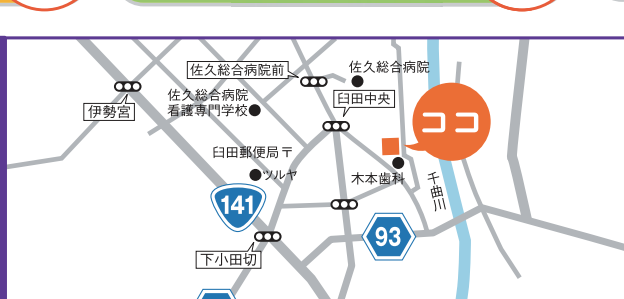 佐久総合病院前
佐久総合病院
伊勢宮
佐久総合病院
看護専門学校
臼田中央
ココ
臼田郵便局〒
ツルヤ
木本歯科
千曲川
141
93
下小田切